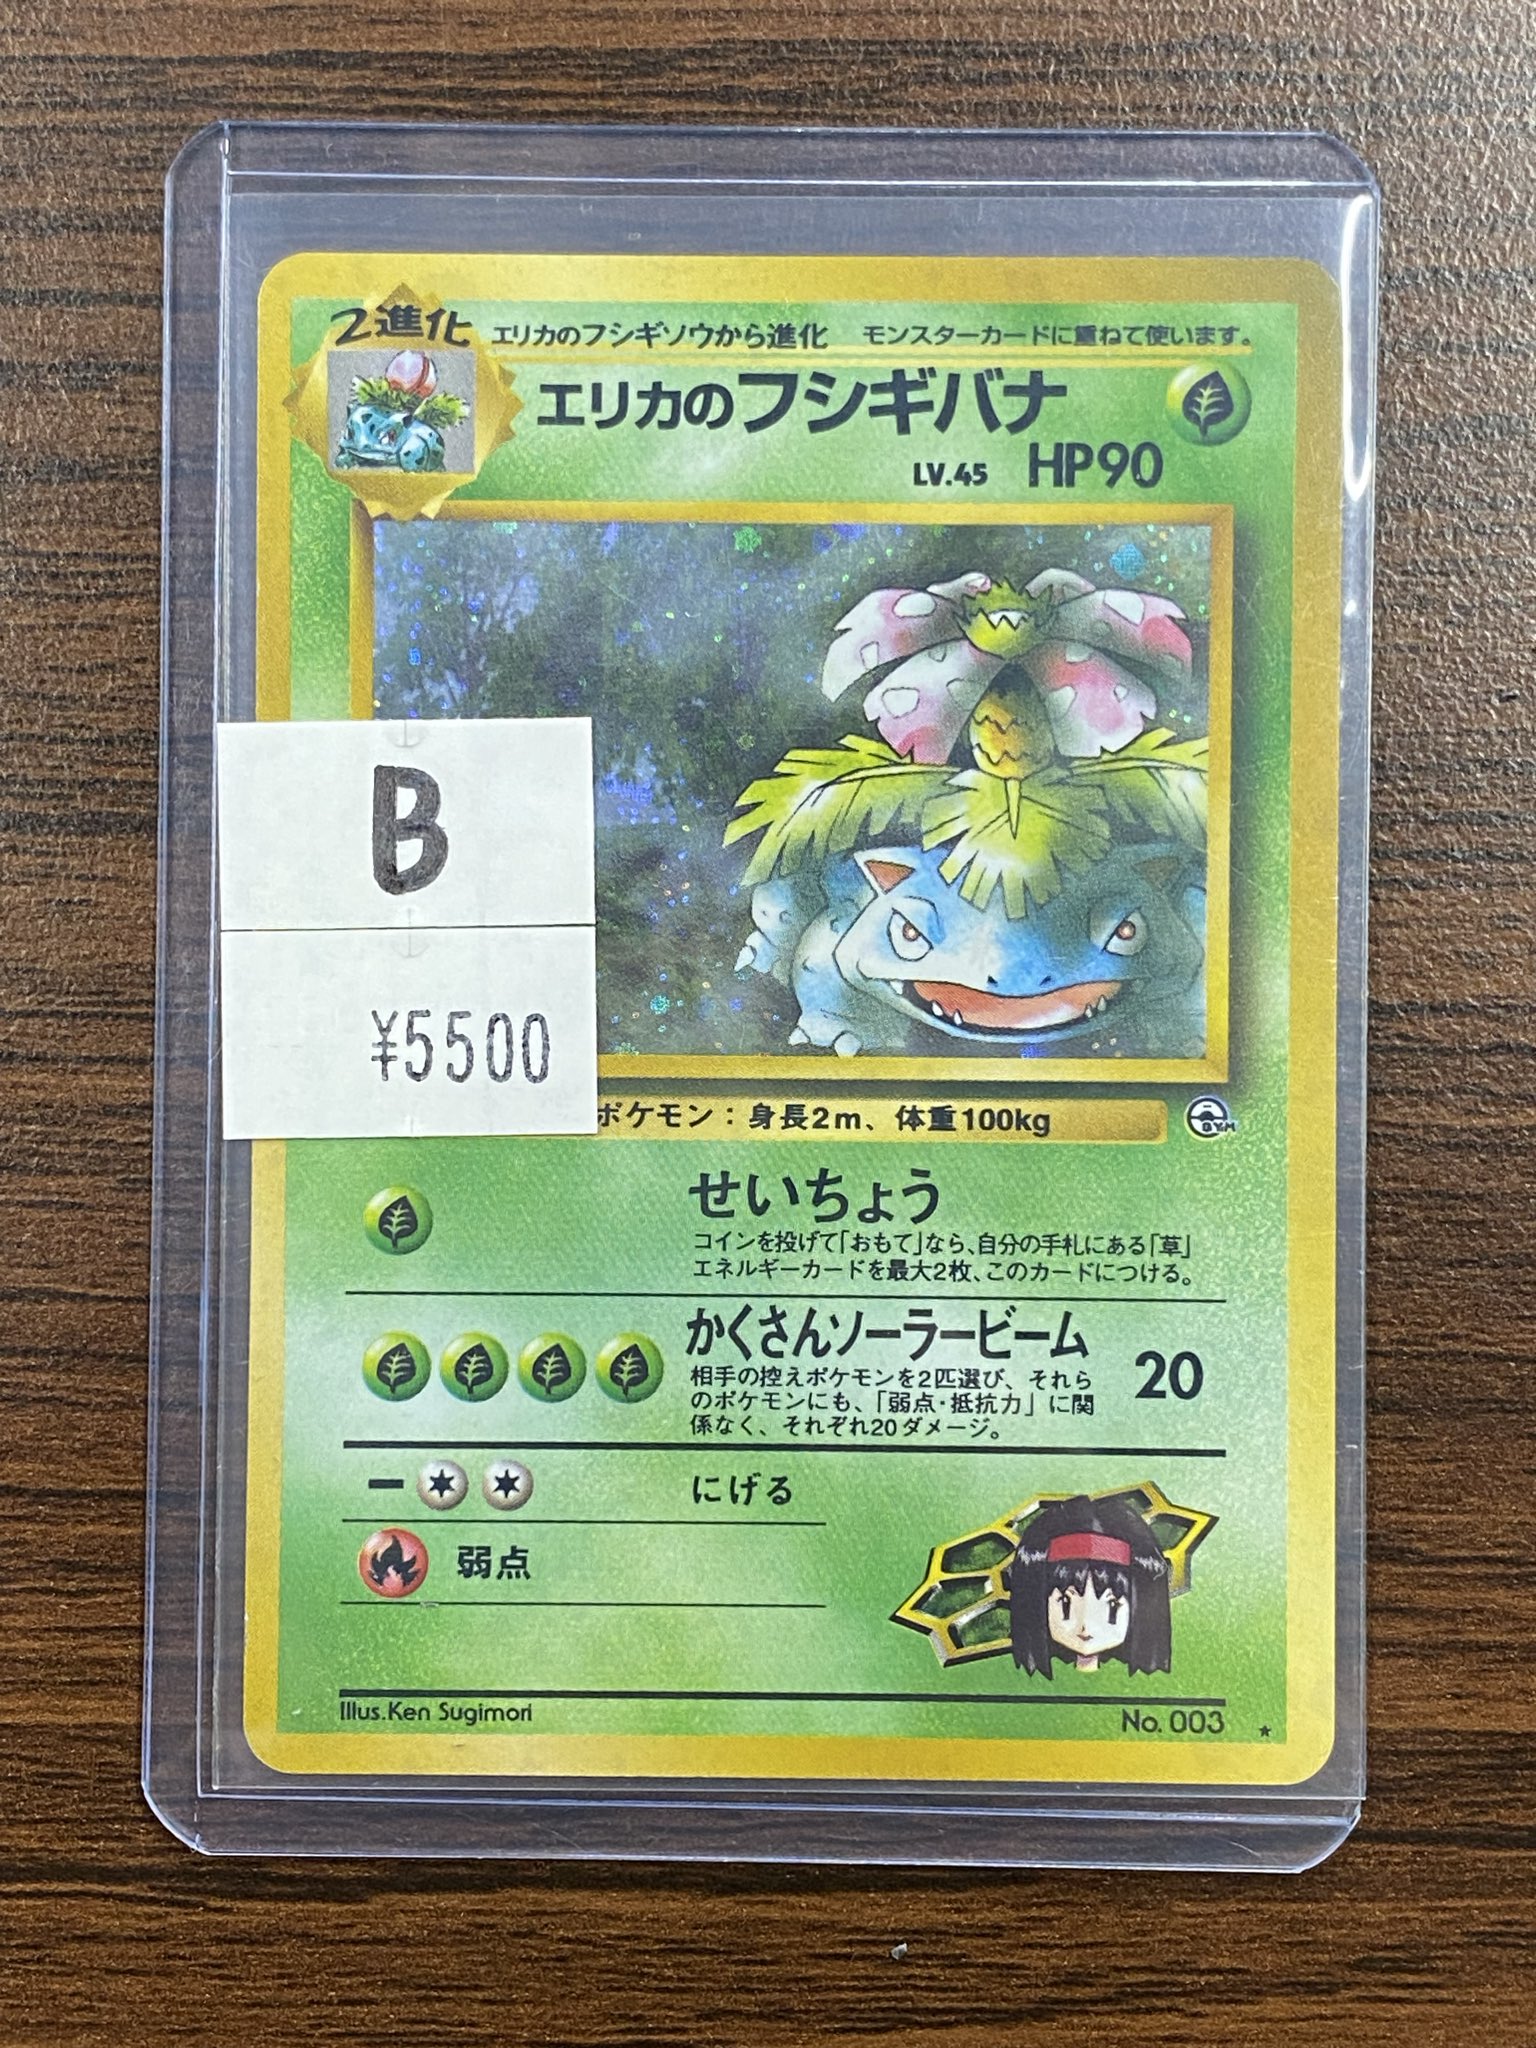 2進化 エリカのフシギソウから進化 モンスターカードに重ねて使います。
エリカのフシギバナ
LV.45 HP90
B
¥5500
ポケモン：身長2m、体重100kg
GYM
せいちょう
コインを投げて「おもて」なら、自分の手札にある「草」
エネルギーカードを最大2枚、このカードにつける。
かくさんソーラービーム 20
相手の控えポケモンを2匹選び、それら
のポケモンにも、「弱点・抵抗力」に関
係なく、それぞれ20ダメージ。
ー にげる
弱点
Illus.Ken Sugimori
No. 003 ★